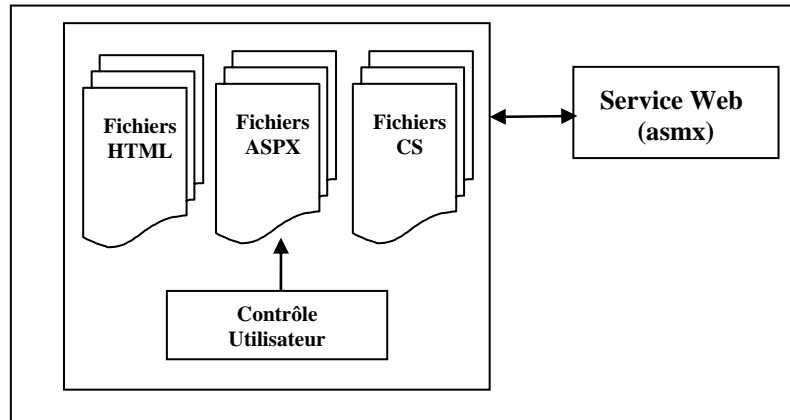 Fichiers
HTML
Fichiers
ASPX
Fichiers
CS
Service Web
(asmx)
Contrôle
Utilisateur